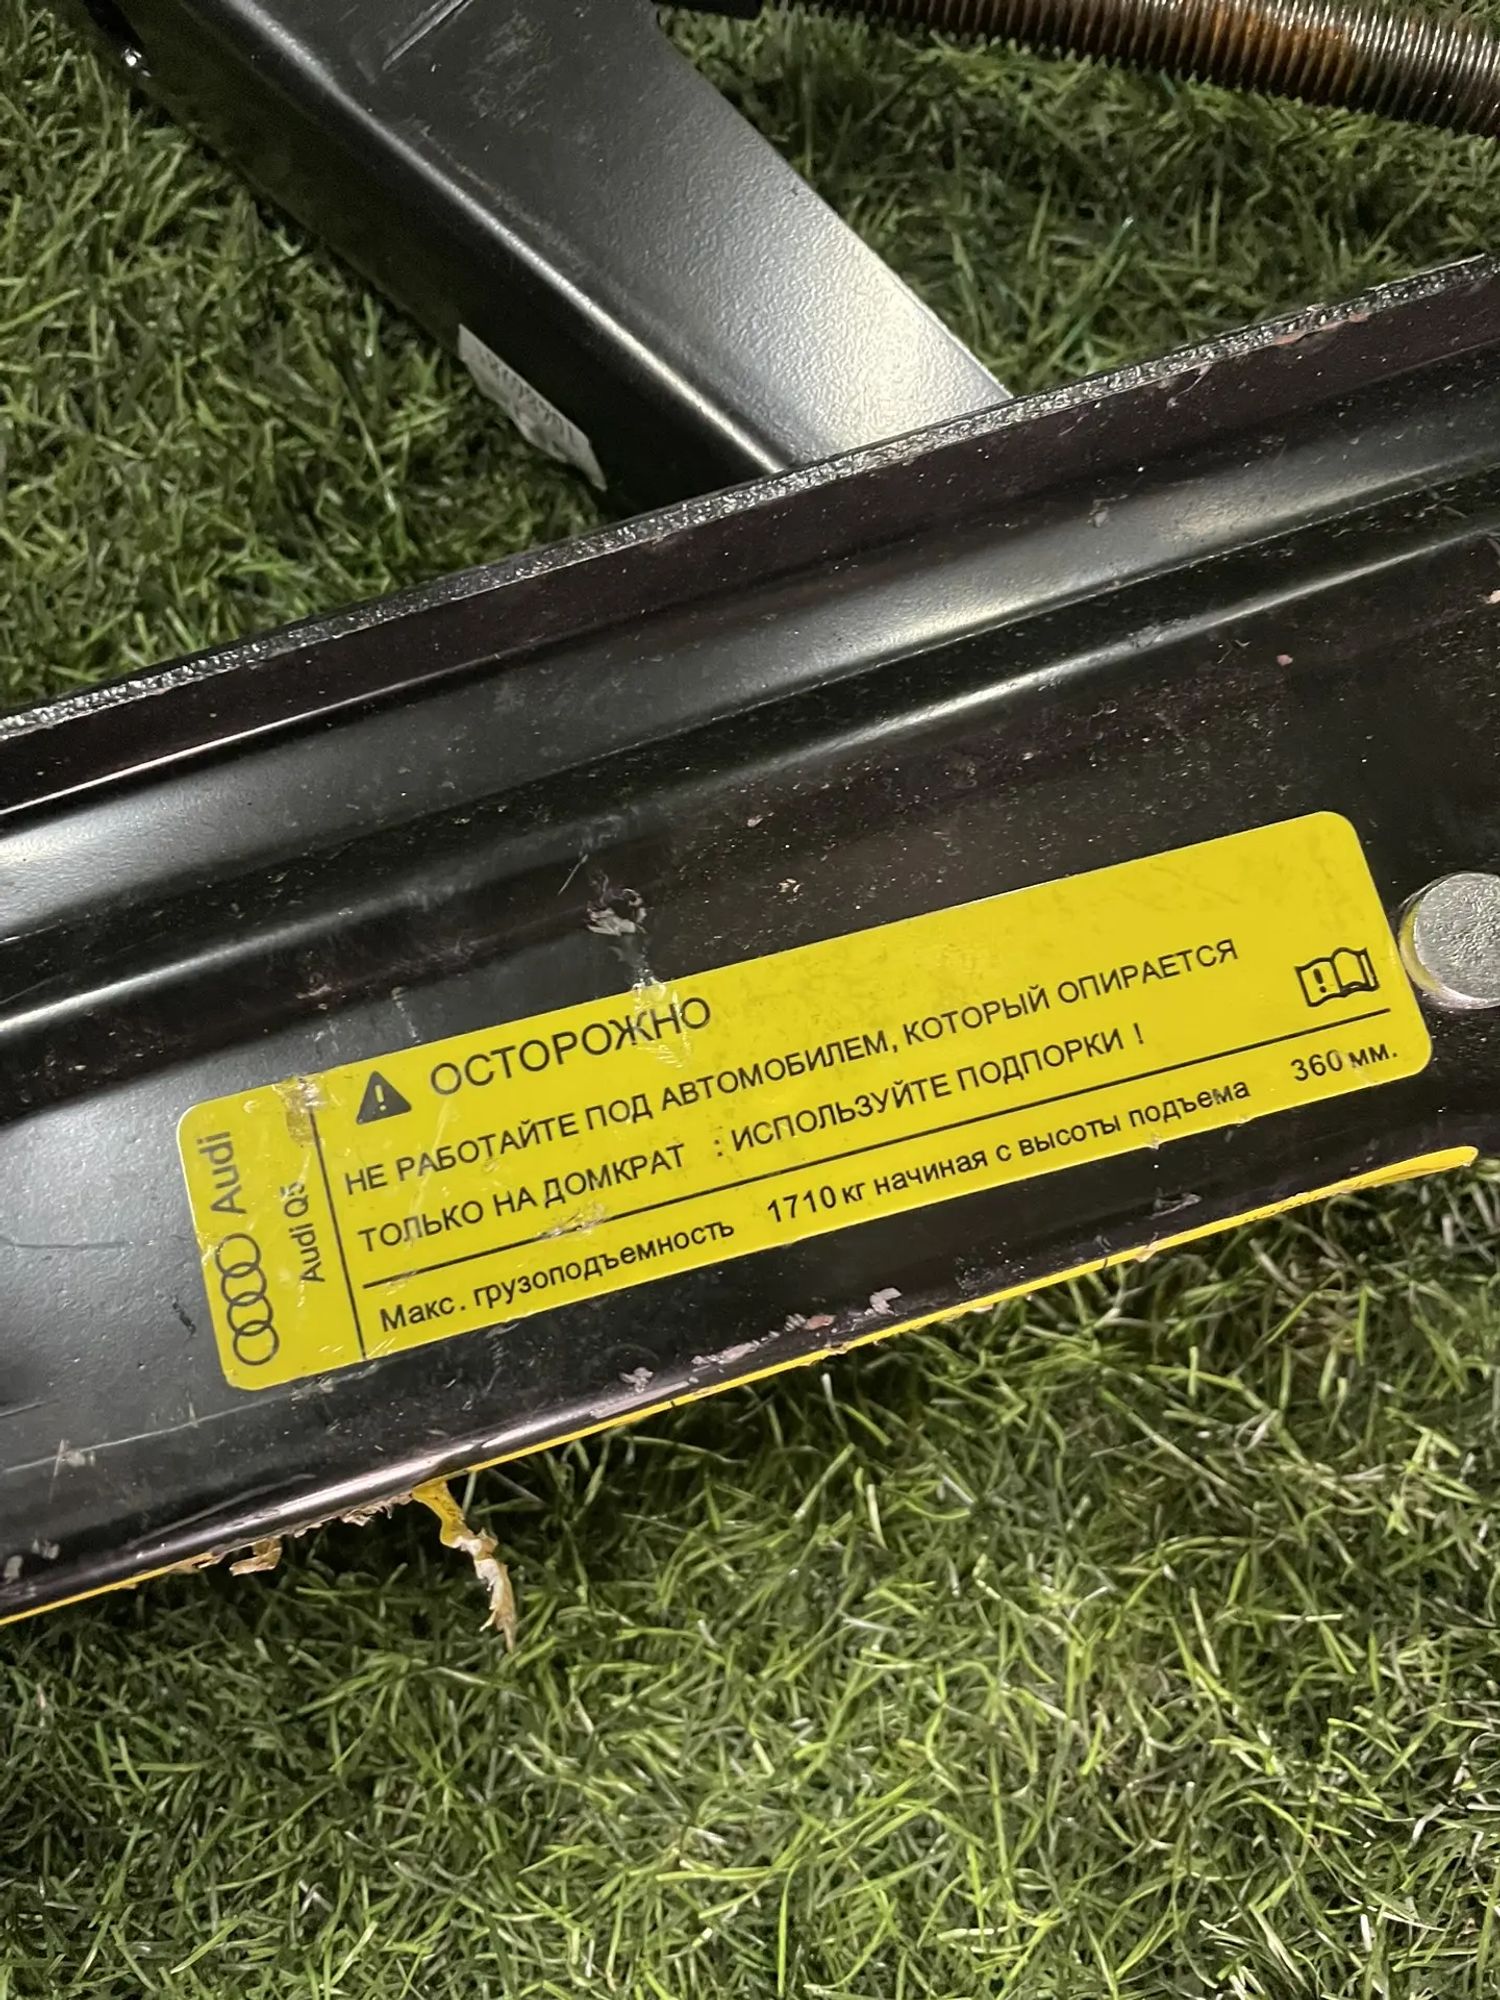 Audi
Audi Q5
ОСТОРОЖНО
НЕ РАБОТАЙТЕ ПОД АВТОМОБИЛЕМ, КОТОРЫЙ ОПИРАЕТСЯ
ТОЛЬКО НА ДОМКРАТ : ИСПОЛЬЗУЙТЕ ПОДПОРКИ !
Макс. грузоподъемность 1710 кг начиная с высоты подъема 360 мм.